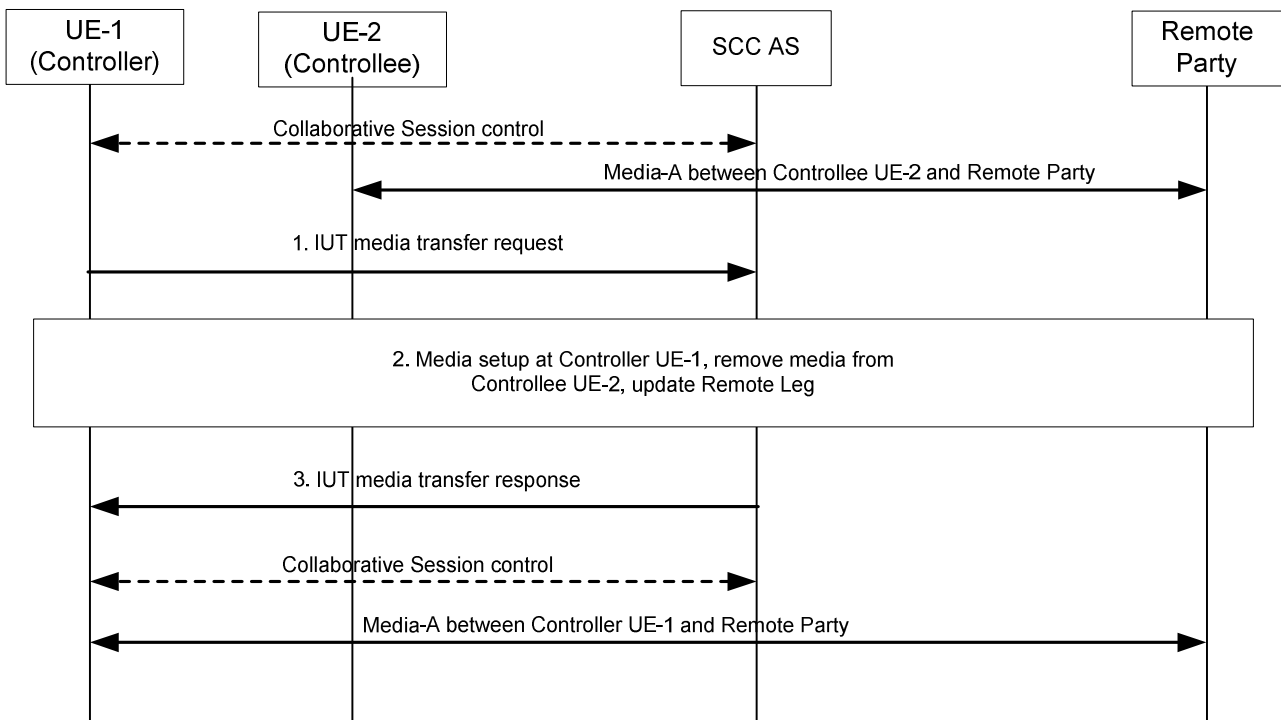 UE-1
(Controller)
UE-2
(Controllee)
SCC AS
Remote
Party
Collaborative Session control
Media-A between Controllee UE-2 and Remote Party
1. IUT media transfer request
2. Media setup at Controller UE-1, remove media from
Controllee UE-2, update Remote Leg
3. IUT media transfer response
Collaborative Session control
Media-A between Controller UE-1 and Remote Party